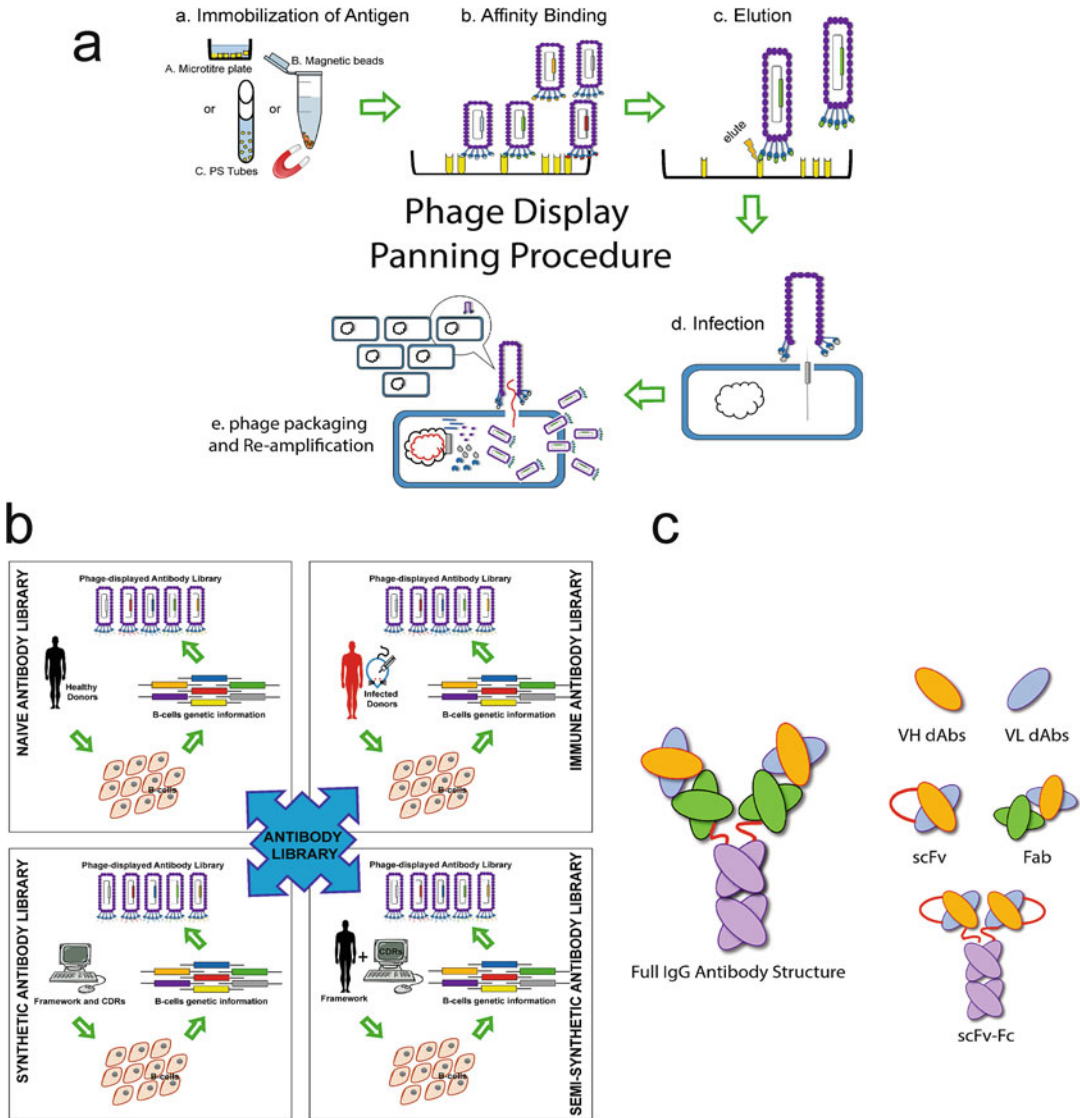 a
a. Immobilization of Antigen
A. Microtitre plate
B. Magnetic beads
or
or
C. PS Tubes
b. Affinity Binding
c. Elution
elute
Phage Display
Panning Procedure
d. Infection
e. phage packaging
and Re-amplification
b
NAIVE ANTIBODY LIBRARY
Phage-displayed Antibody Library
Healthy
Donors
B-cells genetic information
B-cells
IMMUNE ANTIBODY LIBRARY
Phage-displayed Antibody Library
Infected
Donors
B-cells genetic information
B-cells
ANTIBODY
LIBRARY
SYNTHETIC ANTIBODY LIBRARY
Phage-displayed Antibody Library
Framework and CDRs
B-cells genetic information
B-cells
SEMI-SYNTHETIC ANTIBODY LIBRARY
Phage-displayed Antibody Library
CDRs
+
Framework
B-cells genetic information
B-cells
c
Full IgG Antibody Structure
VH dAbs
VL dAbs
scFv
Fab
scFv-Fc